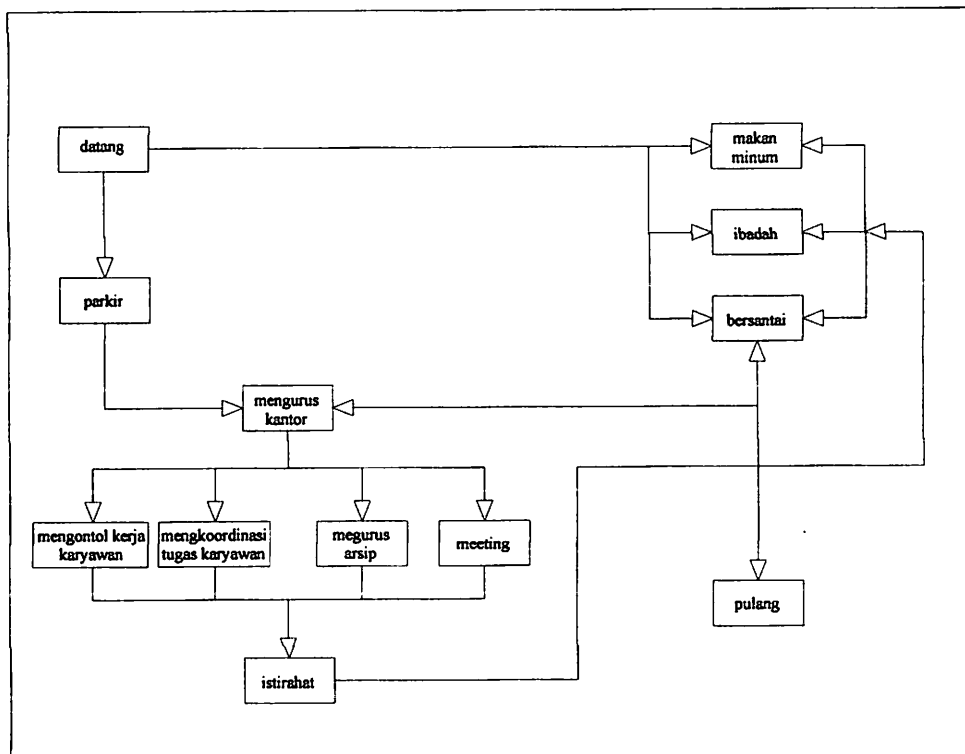 datang
makan
minum
ibadah
parkir
bersantai
mengurus
kantor
mengontol kerja
karyawan
mengkoordinasi
tugas karyawan
megurus
arsip
meeting
pulang
istirahat